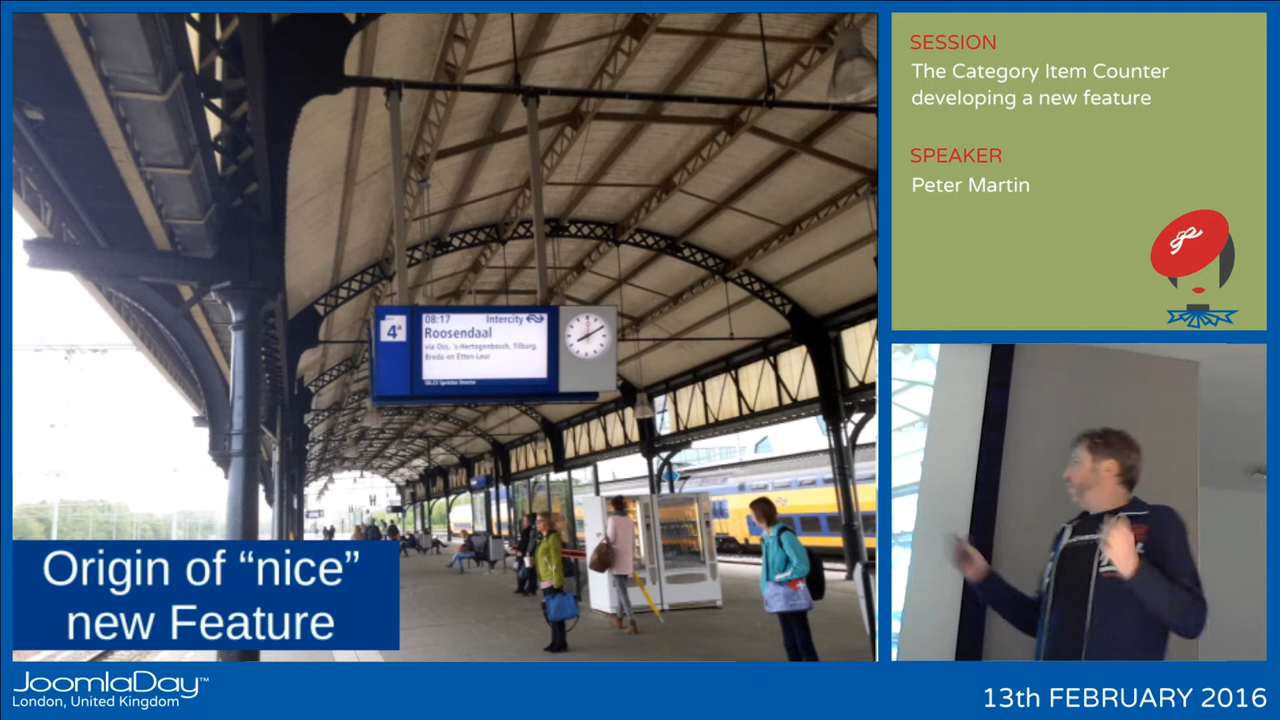 SESSION
The Category Item Counter
developing a new feature
SPEAKER
Peter Martin
4a
08:17 Intercity
Roosendaal
via Oss, 's-Hertogenbosch, Tilburg,
Breda en Etten-Leur
Origin of “nice”
new Feature
JoomlaDay™
London, United Kingdom
13th FEBRUARY 2016